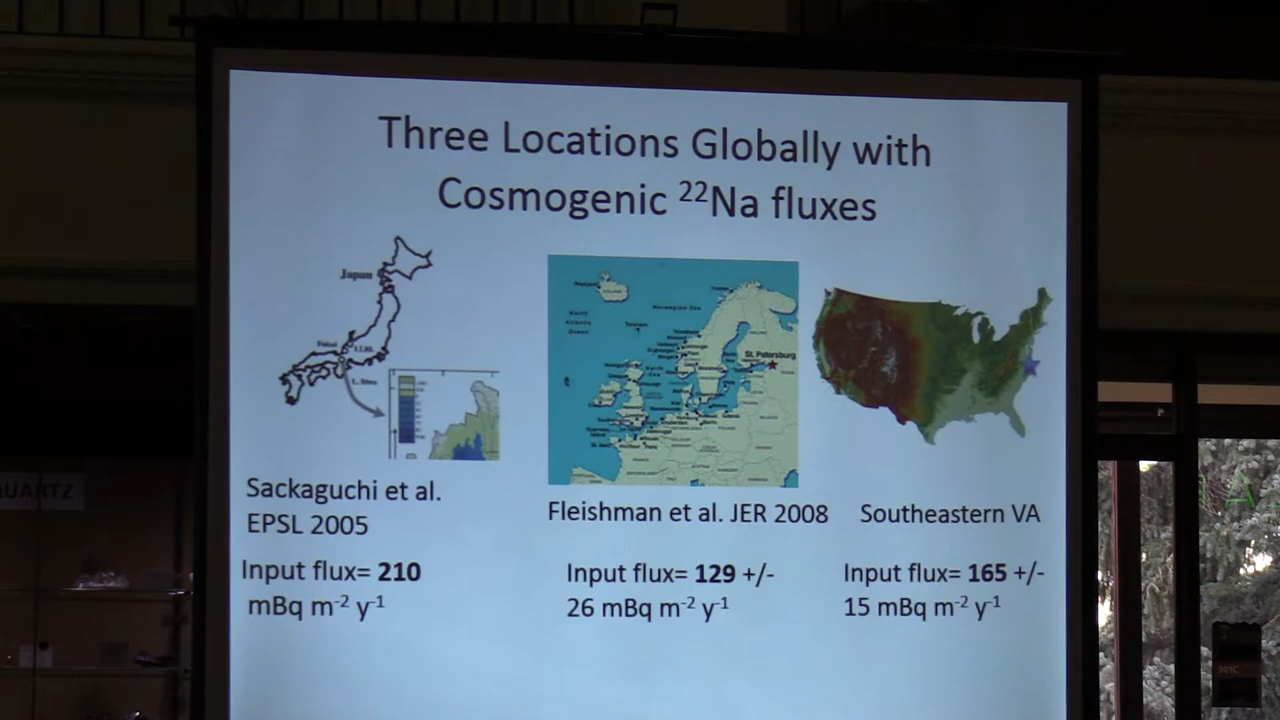 Three Locations Globally with
Cosmogenic ²²Na fluxes
Japan
St. Petersburg
Sackaguchi et al.
EPSL 2005
Fleishman et al. JER 2008
Southeastern VA
Input flux= 210
mBq m⁻² y⁻¹
Input flux= 129 +/-
26 mBq m⁻² y⁻¹
Input flux= 165 +/-
15 mBq m⁻² y⁻¹
UARTZ